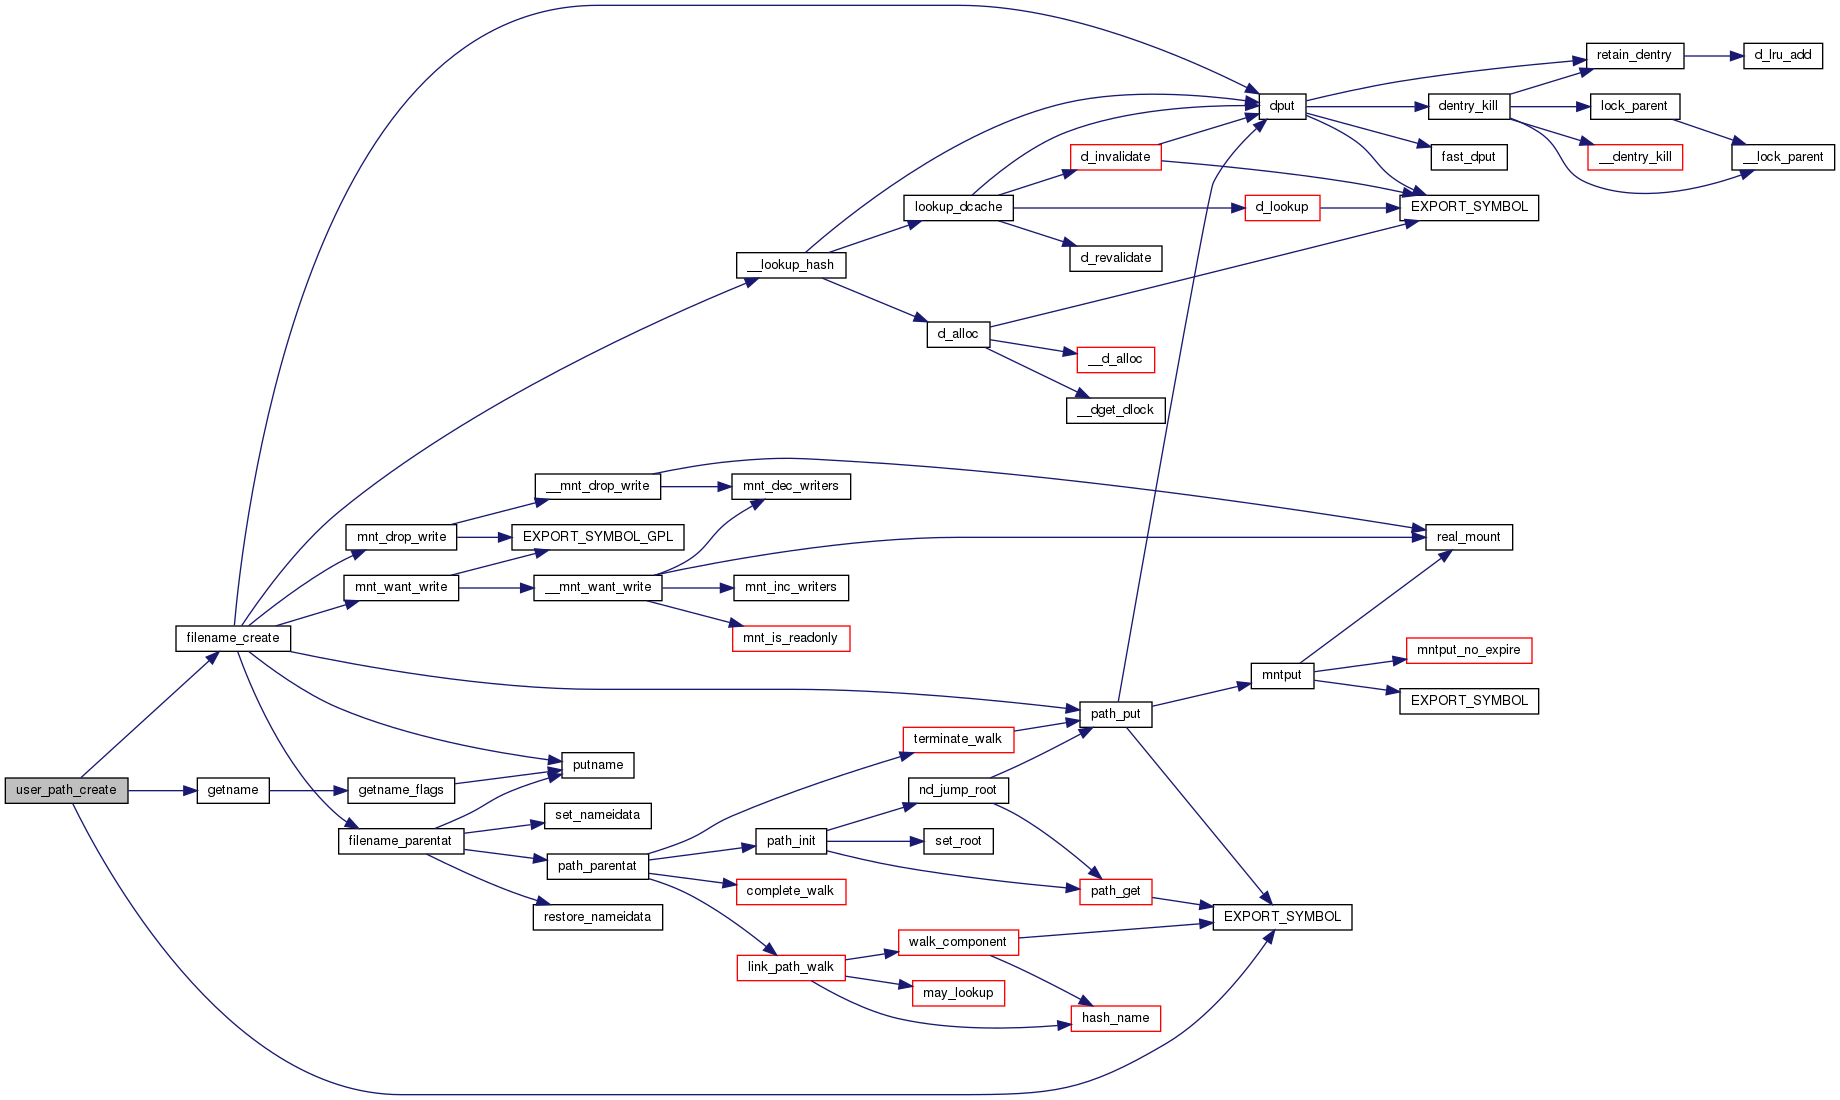 retain_dentry
d_lru_add
dput
dentry_kill
lock_parent
d_invalidate
fast_dput
__dentry_kill
__lock_parent
lookup_dcache
d_lookup
EXPORT_SYMBOL
__lookup_hash
d_revalidate
d_alloc
__d_alloc
__dget_dlock
__mnt_drop_write
mnt_dec_writers
mnt_drop_write
EXPORT_SYMBOL_GPL
real_mount
mnt_want_write
__mnt_want_write
mnt_inc_writers
filename_create
mnt_is_readonly
mntput_no_expire
mntput
EXPORT_SYMBOL
path_put
terminate_walk
putname
user_path_create
getname
getname_flags
nd_jump_root
set_nameidata
filename_parentat
path_init
set_root
path_parentat
complete_walk
path_get
restore_nameidata
EXPORT_SYMBOL
walk_component
link_path_walk
may_lookup
hash_name